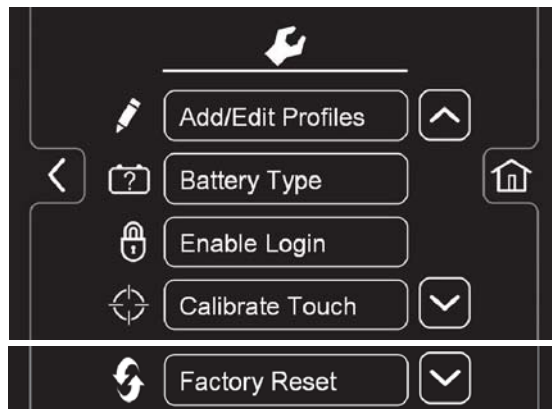 Add/Edit Profiles
Battery Type
Enable Login
Calibrate Touch
Factory Reset